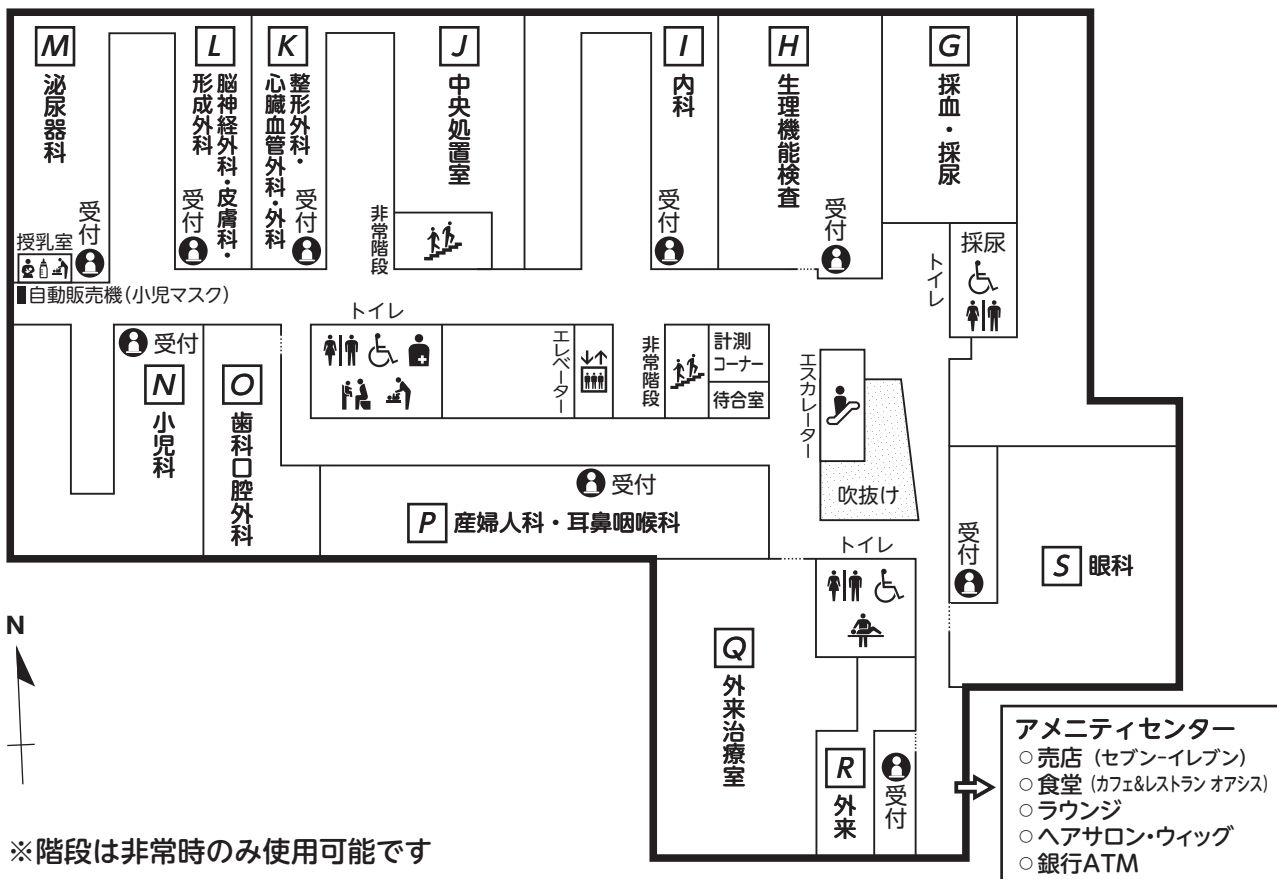 M
泌尿器科
受付
授乳室
自動販売機(小児マスク)
L
脳神経外科・皮膚科・
形成外科
受付
K
整形外科・
心臓血管外科・外科
受付
J
中央処置室
非常階段
I
内科
受付
H
生理機能検査
受付
G
採血・採尿
採尿
トイレ
トイレ
エレベーター
非常階段
計測
コーナー
待合室
エスカレーター
吹抜け
受付
N
小児科
O
歯科口腔外科
受付
P 産婦人科・耳鼻咽喉科
トイレ
受付
S 眼科
Q
外来治療室
R
外来
受付
N
アメニティセンター
○売店 (セブン-イレブン)
○食堂 (カフェ&レストラン オアシス)
○ラウンジ
○ヘアサロン・ウィッグ
○銀行ATM
※階段は非常時のみ使用可能です